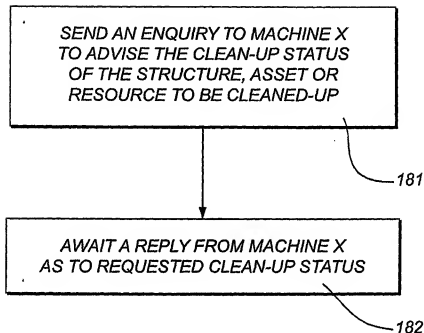 SEND AN ENQUIRY TO MACHINE X
TO ADVISE THE CLEAN-UP STATUS
OF THE STRUCTURE, ASSET OR
RESOURCE TO BE CLEANED-UP
181
AWAIT A REPLY FROM MACHINE X
AS TO REQUESTED CLEAN-UP STATUS
182